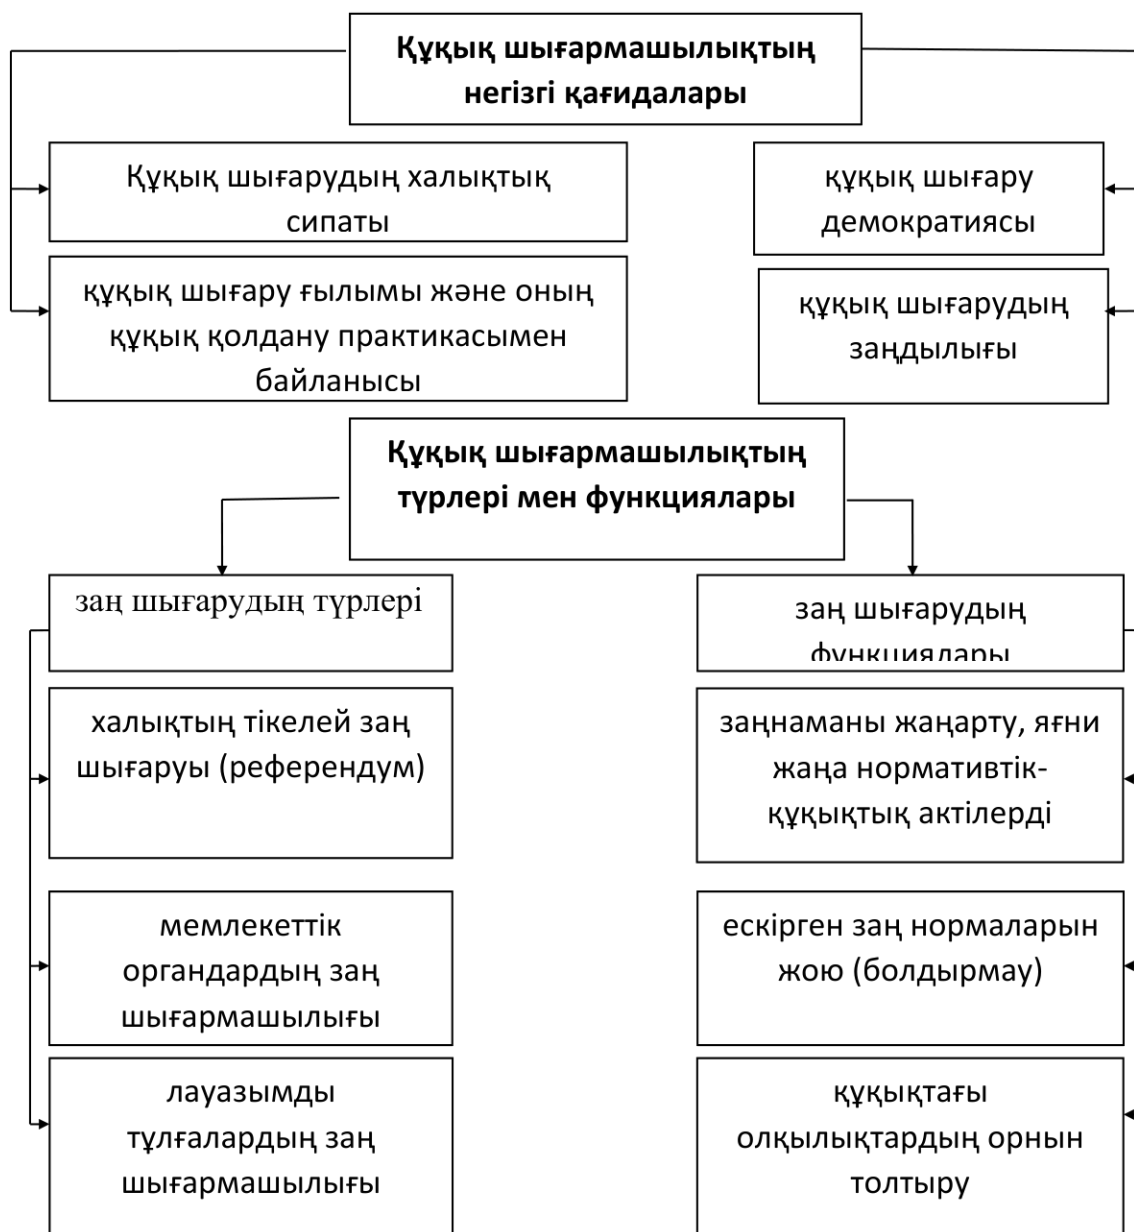 Құқық шығармашылықтың
негізгі қағидалары
Құқық шығарудың халықтық
сипаты
құқық шығару
демократиясы
құқық шығару ғылымы және оның
құқық қолдану практикасымен
байланысы
құқық шығарудың
заңдылығы
Құқық шығармашылықтың
түрлері мен функциялары
заң шығарудың түрлері
заң шығарудың
функциялары
халықтың тікелей заң
шығаруы (референдум)
заңнаманы жаңарту, яғни
жаңа нормативтік-
құқықтық актілерді
мемлекеттік
органдардың заң
шығармашылығы
ескірген заң нормаларын
жою (болдырмау)
лауазымды
тұлғалардың заң
шығармашылығы
құқықтағы
олқылықтардың орнын
толтыру